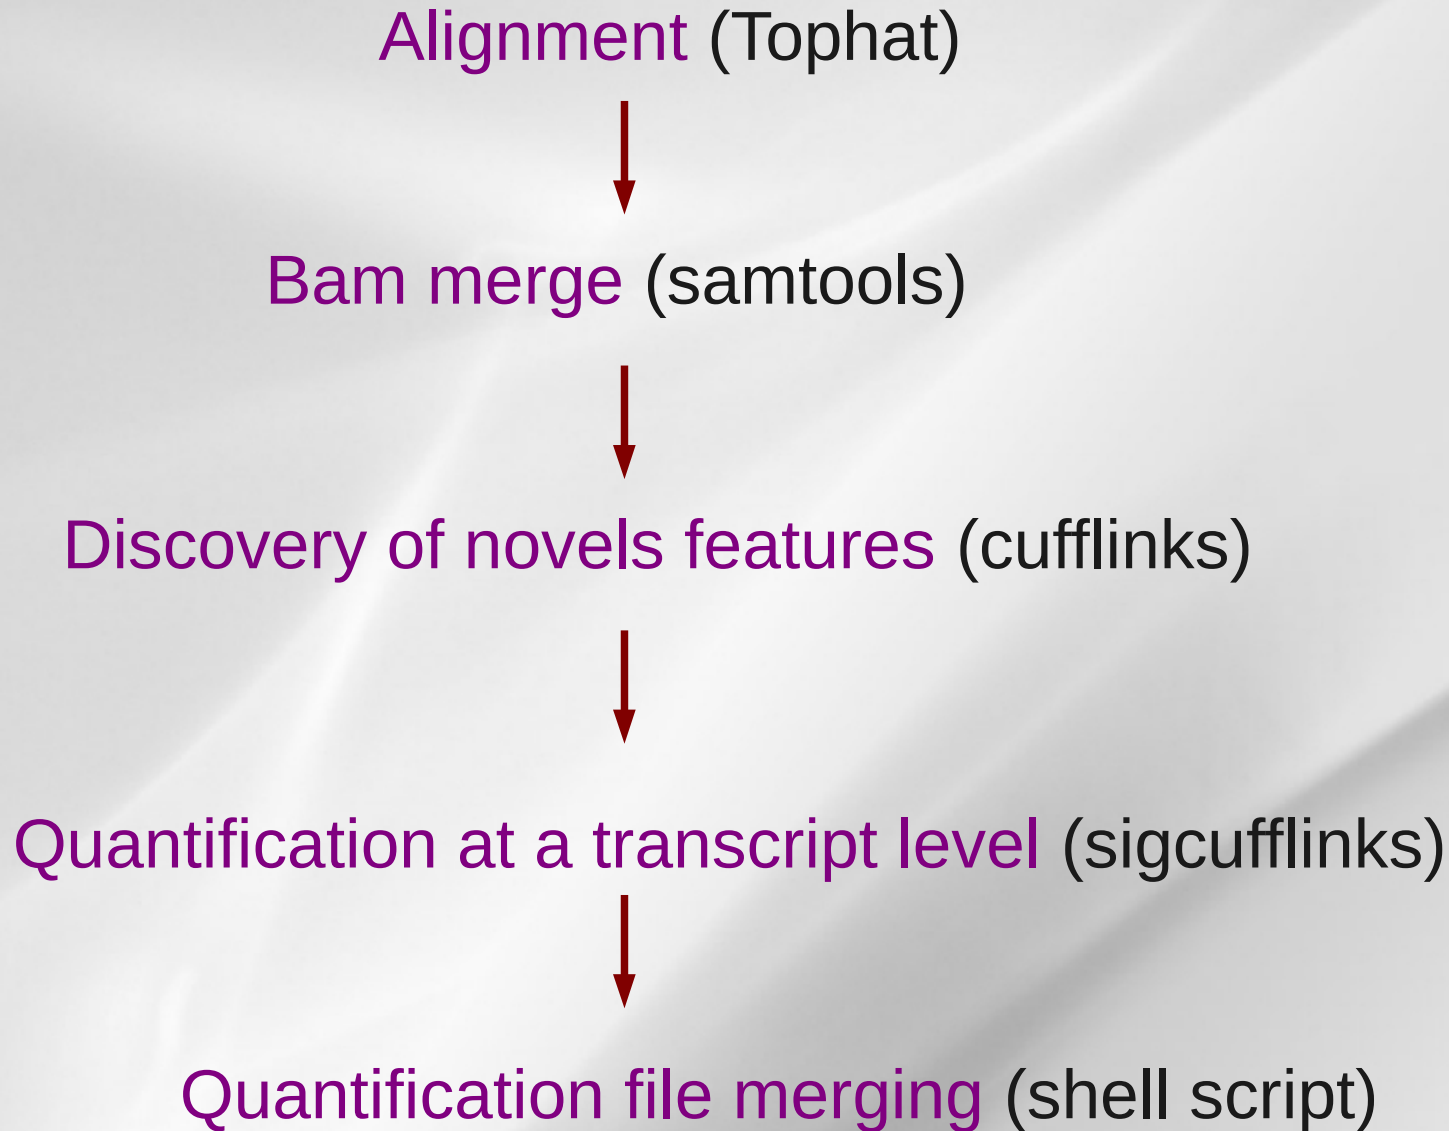 Alignment (Tophat)
Bam merge (samtools)
Discovery of novels features (cufflinks)
Quantification at a transcript level (sigcufflinks)
Quantification file merging (shell script)